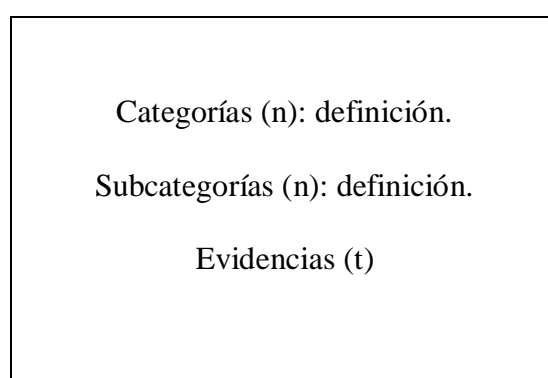 Categorías (n): definición.
Subcategorías (n): definición.
Evidencias (t)